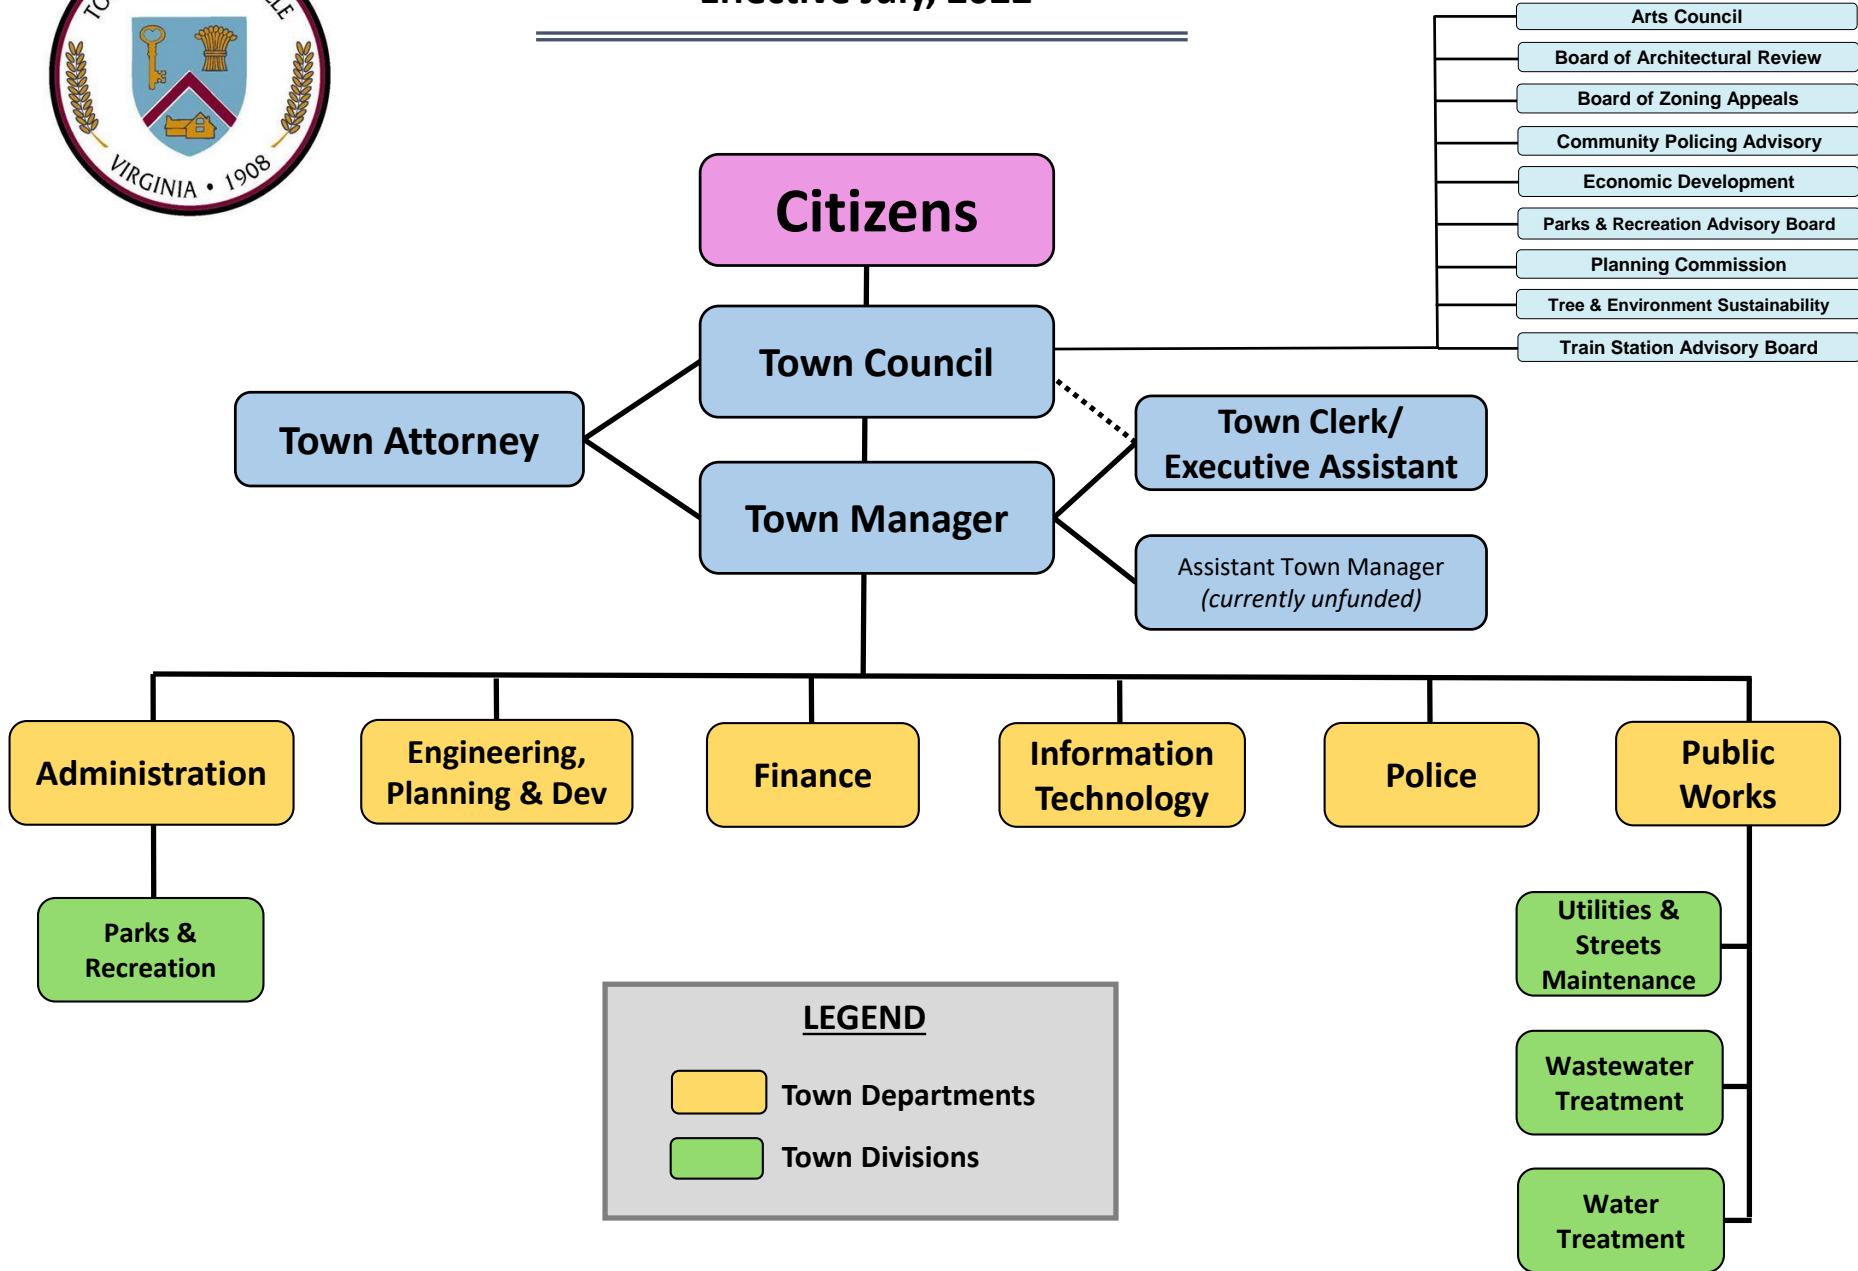 VIRGINIA • 1908
Arts Council
Board of Architectural Review
Board of Zoning Appeals
Community Policing Advisory
Economic Development
Parks & Recreation Advisory Board
Planning Commission
Tree & Environment Sustainability
Train Station Advisory Board
Citizens
Town Council
Town Attorney
Town Clerk/
Executive Assistant
Town Manager
Assistant Town Manager
(currently unfunded)
Administration
Engineering,
Planning & Dev
Finance
Information
Technology
Police
Public
Works
Parks &
Recreation
Utilities &
Streets
Maintenance
Wastewater
Treatment
Water
Treatment
LEGEND
Town Departments
Town Divisions